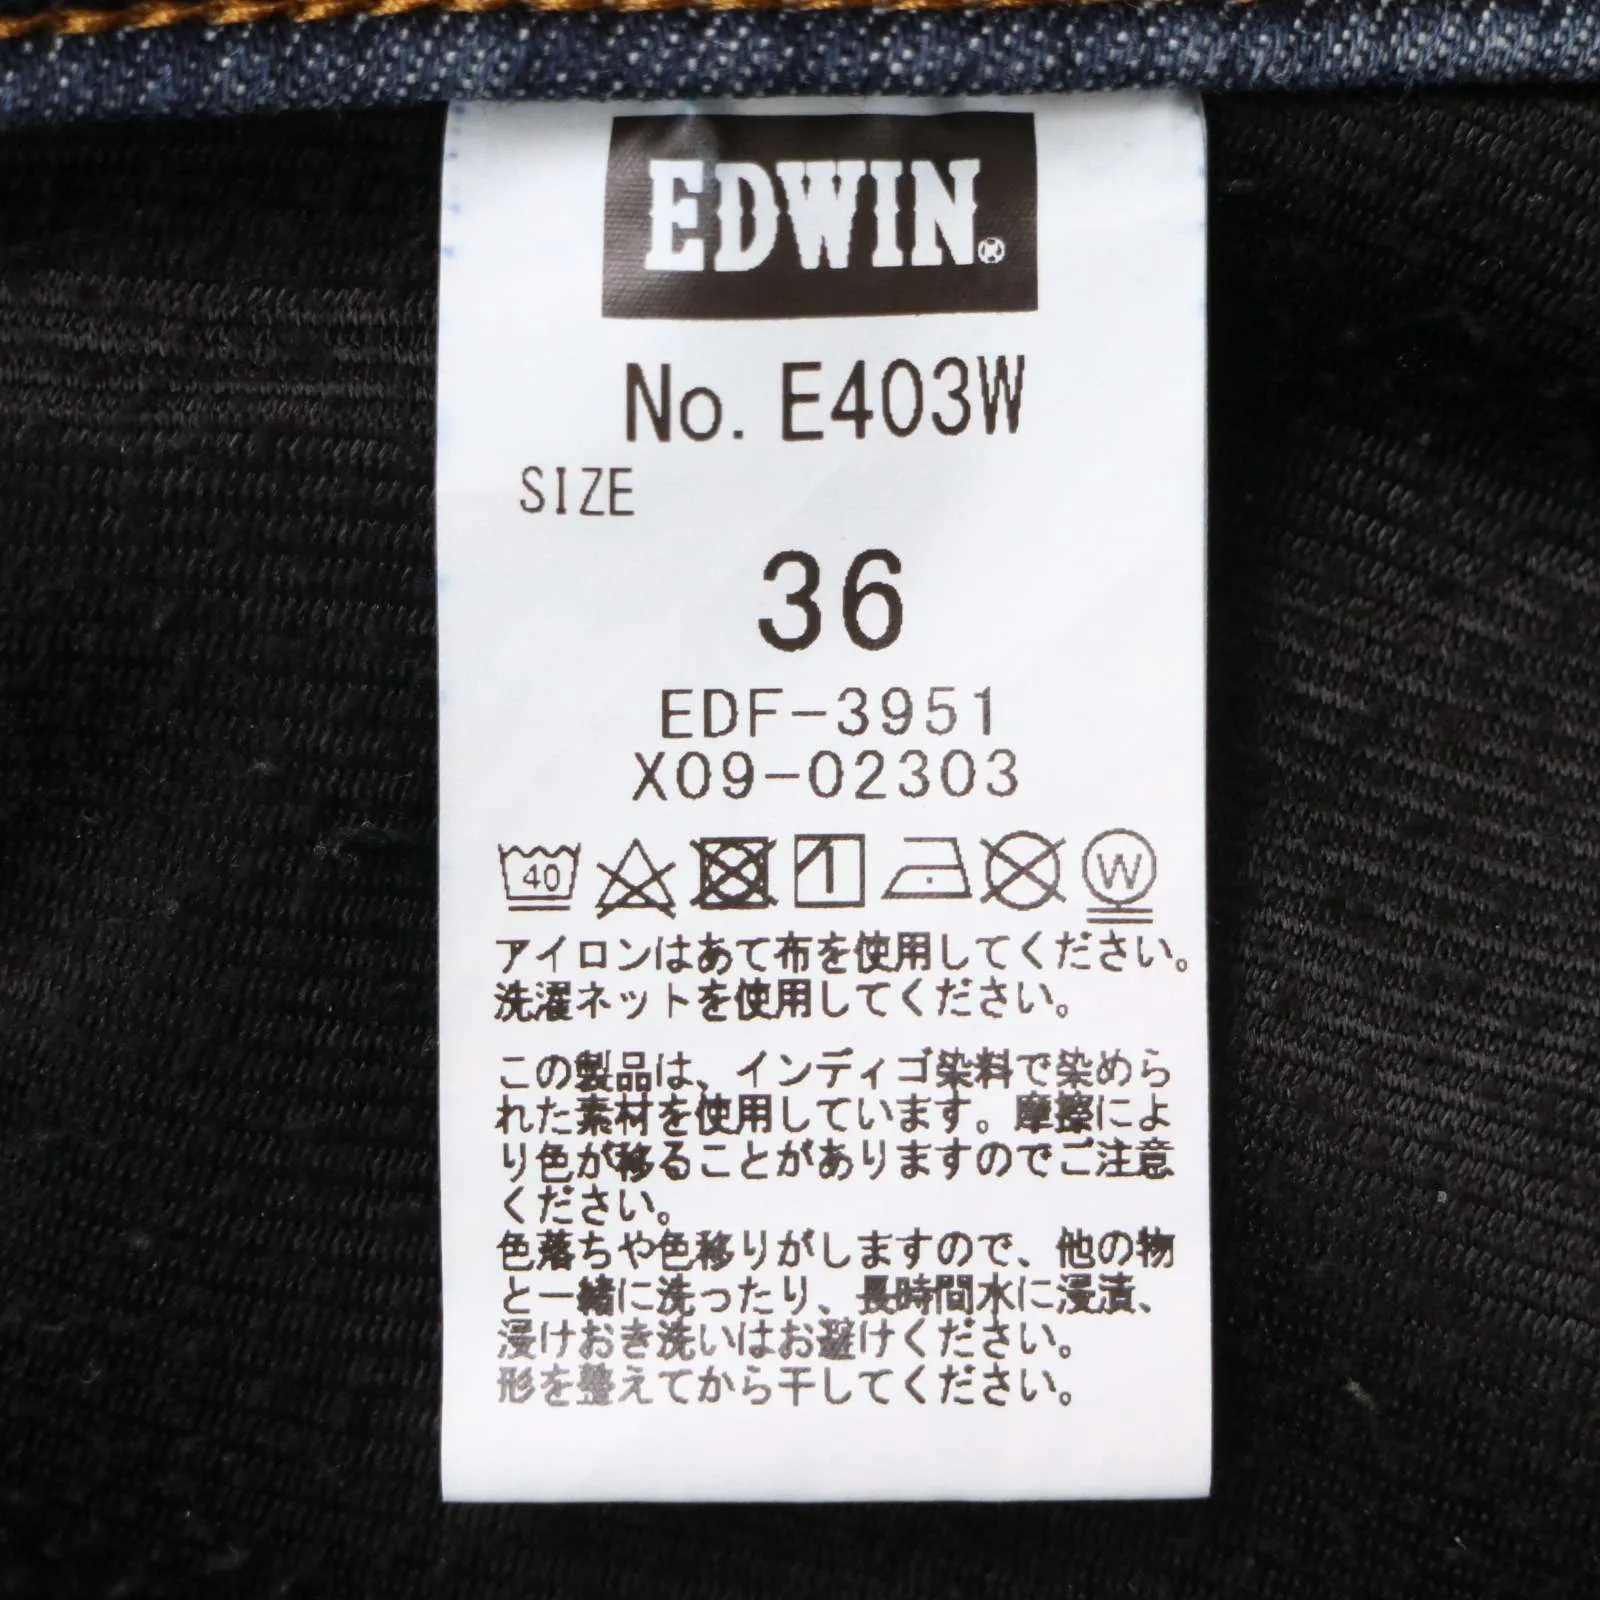 EDWIN®
No. E403W
SIZE
36
EDF-3951
X09-02303
40 W
アイロンはあて布を使用してください。
洗濯ネットを使用してください。
この製品は、インディゴ染料で染めら
れた素材を使用しています。摩擦によ
り色が移ることがありますのでご注意
ください。
色落ちや色移りがしますので、他の物
と一緒に洗ったり、長時間水に浸漬、
浸けおき洗いはお避けください。
形を整えてから干してください。